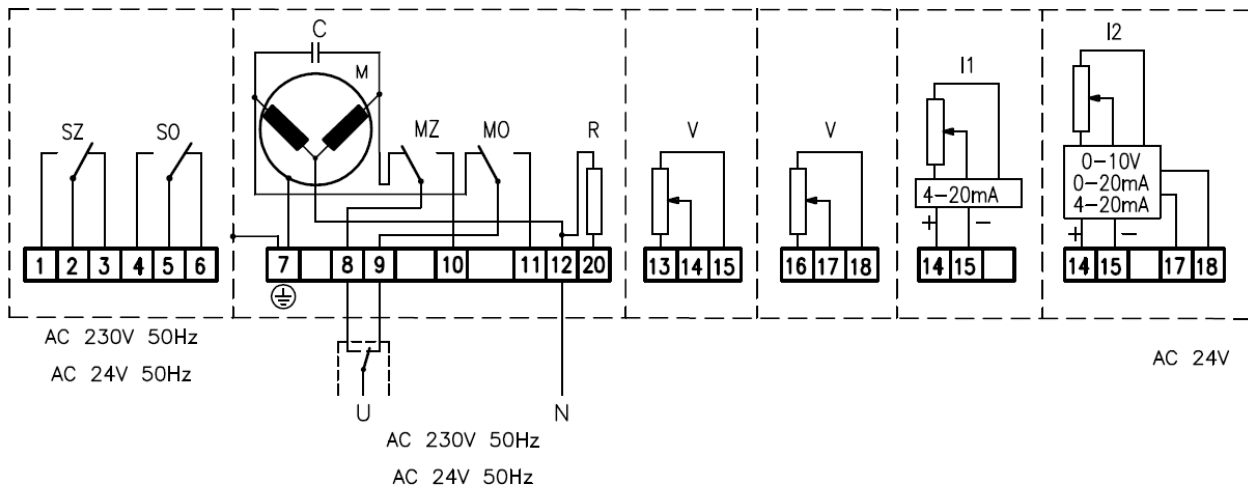 C
I2
M
I1
SZ SO
MZ MO
R
V
V
0-10V
0-20mA
4-20mA
4-20mA
+ -
+ -
1 2 3 4 5 6
7 8 9 10 11 12 20
13 14 15
16 17 18
14 15
14 15 17 18
AC 230V 50Hz
AC 24V 50Hz
AC 24V
U N
AC 230V 50Hz
AC 24V 50Hz